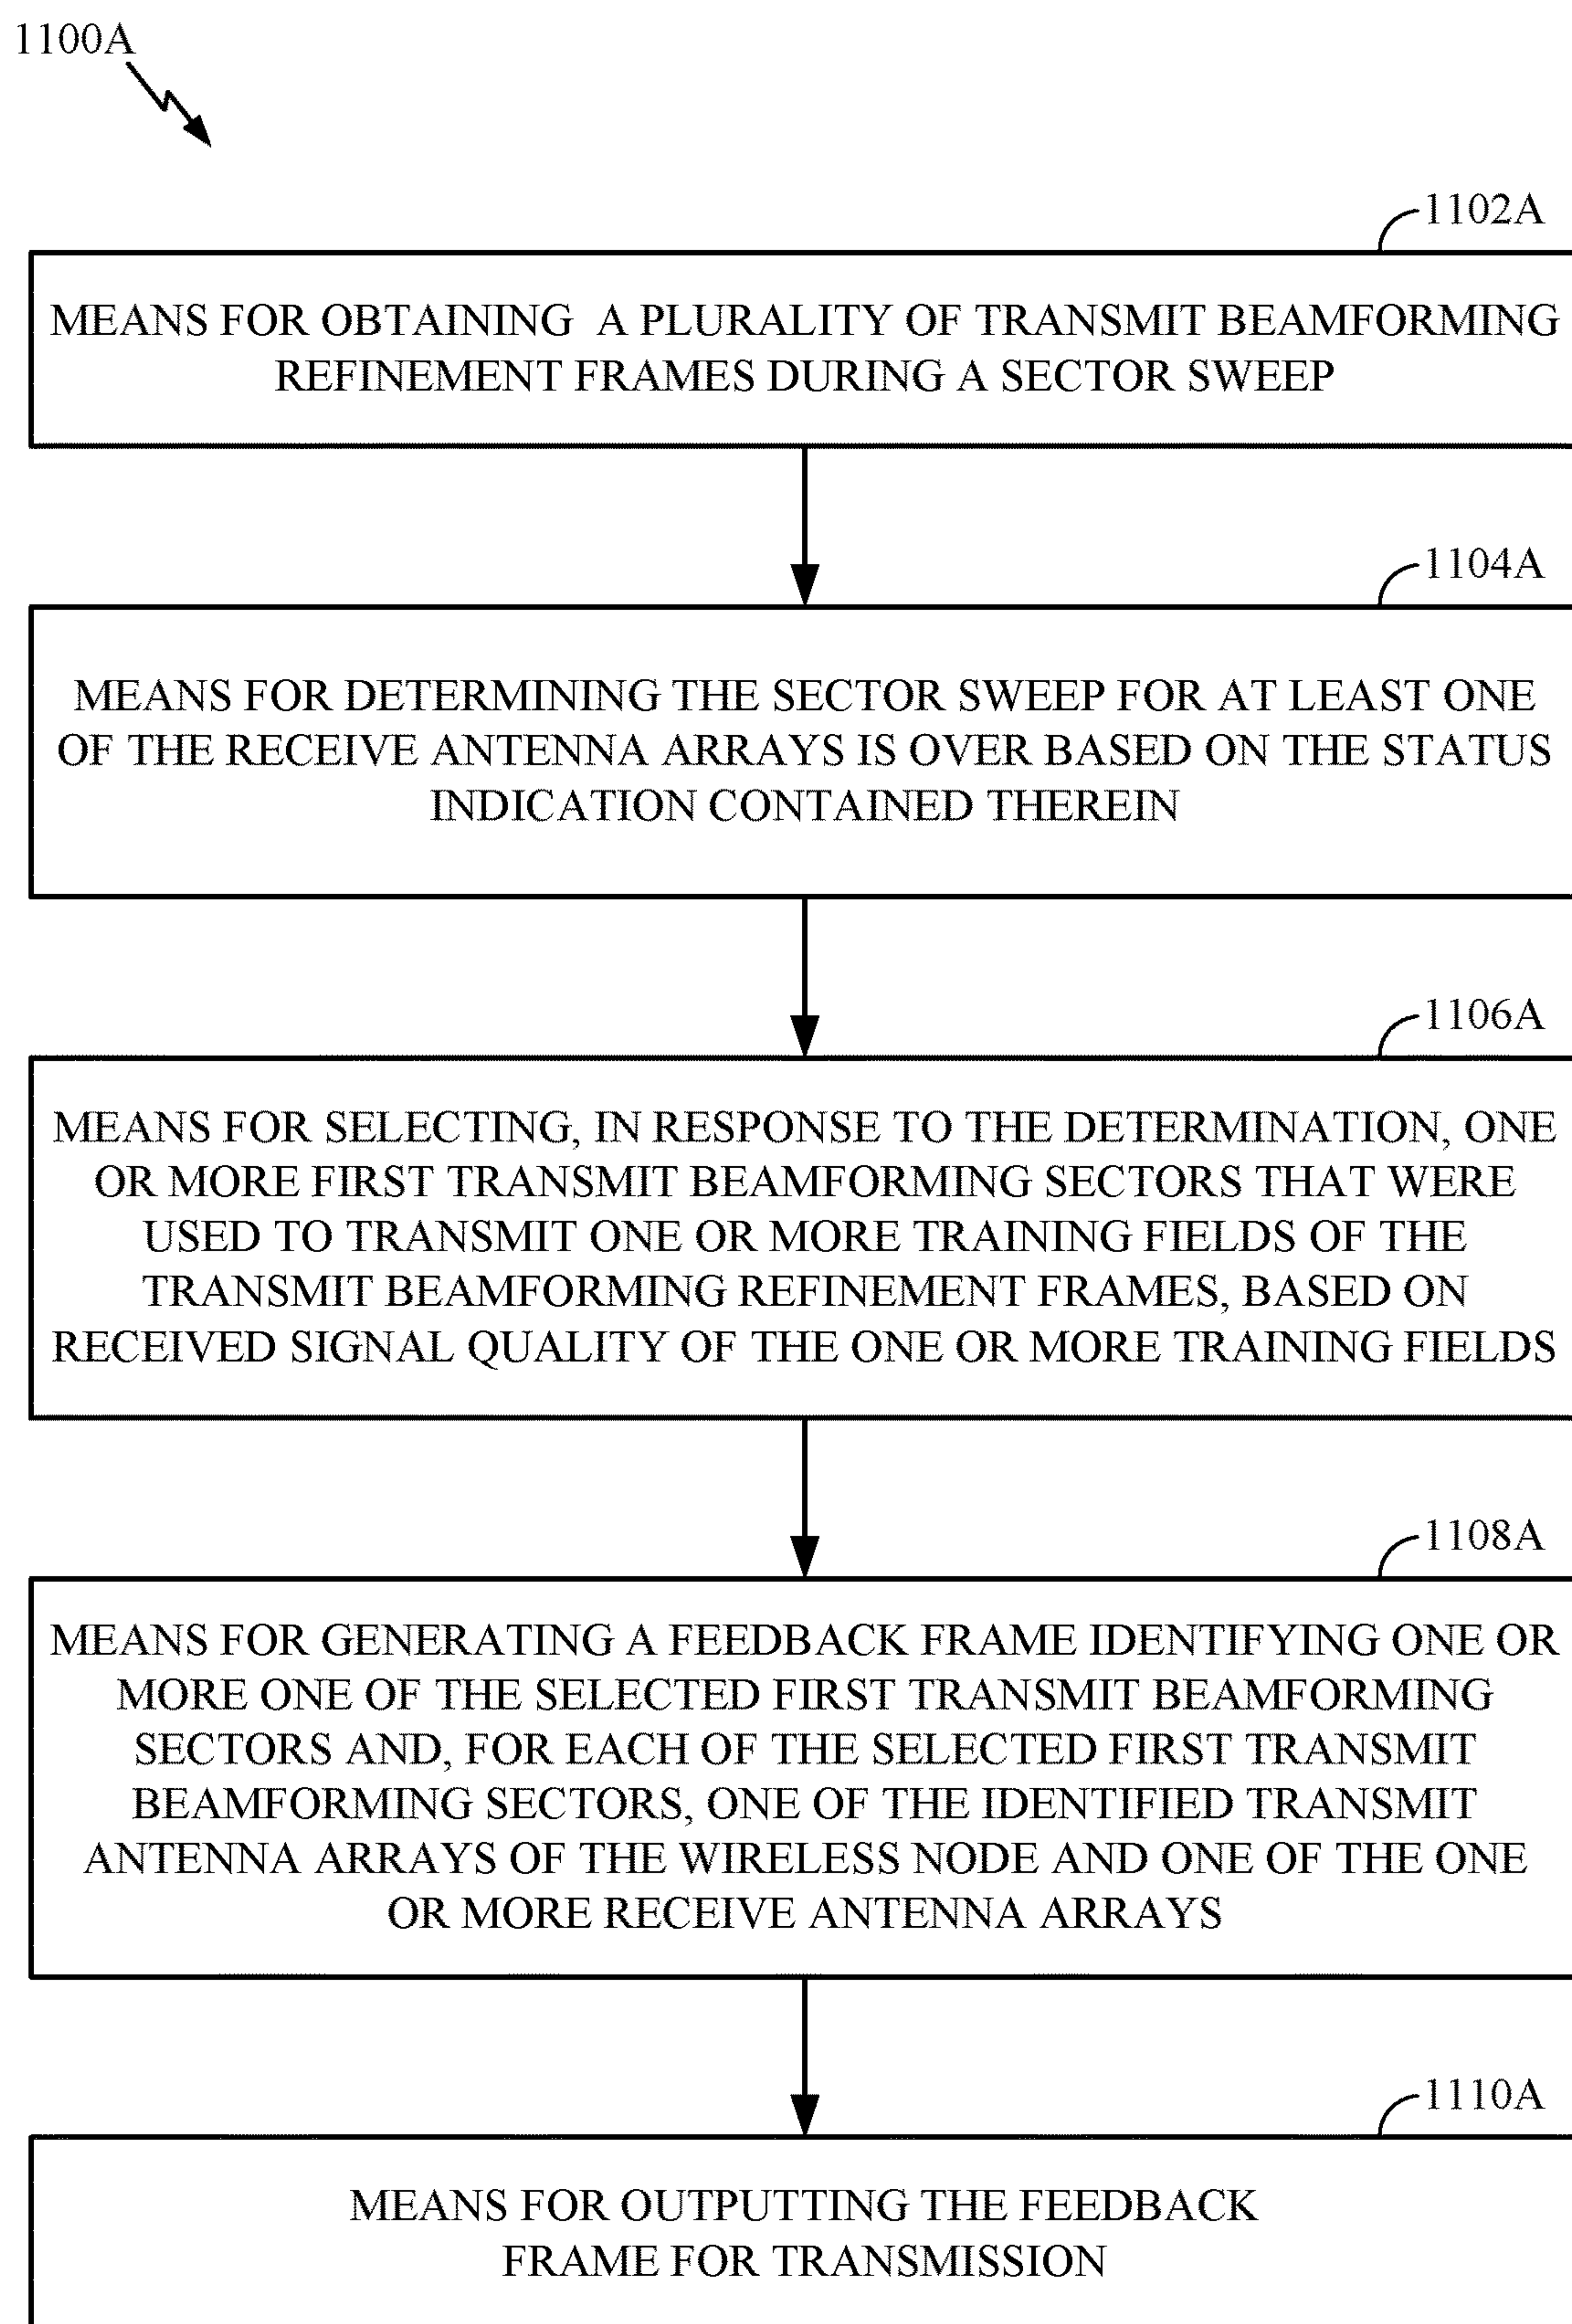 1100A
1102A
MEANS FOR OBTAINING A PLURALITY OF TRANSMIT BEAMFORMING
REFINEMENT FRAMES DURING A SECTOR SWEEP
1104A
MEANS FOR DETERMINING THE SECTOR SWEEP FOR AT LEAST ONE
OF THE RECEIVE ANTENNA ARRAYS IS OVER BASED ON THE STATUS
INDICATION CONTAINED THEREIN
1106A
MEANS FOR SELECTING, IN RESPONSE TO THE DETERMINATION, ONE
OR MORE FIRST TRANSMIT BEAMFORMING SECTORS THAT WERE
USED TO TRANSMIT ONE OR MORE TRAINING FIELDS OF THE
TRANSMIT BEAMFORMING REFINEMENT FRAMES, BASED ON
RECEIVED SIGNAL QUALITY OF THE ONE OR MORE TRAINING FIELDS
1108A
MEANS FOR GENERATING A FEEDBACK FRAME IDENTIFYING ONE OR
MORE ONE OF THE SELECTED FIRST TRANSMIT BEAMFORMING
SECTORS AND, FOR EACH OF THE SELECTED FIRST TRANSMIT
BEAMFORMING SECTORS, ONE OF THE IDENTIFIED TRANSMIT
ANTENNA ARRAYS OF THE WIRELESS NODE AND ONE OF THE ONE
OR MORE RECEIVE ANTENNA ARRAYS
1110A
MEANS FOR OUTPUTTING THE FEEDBACK
FRAME FOR TRANSMISSION